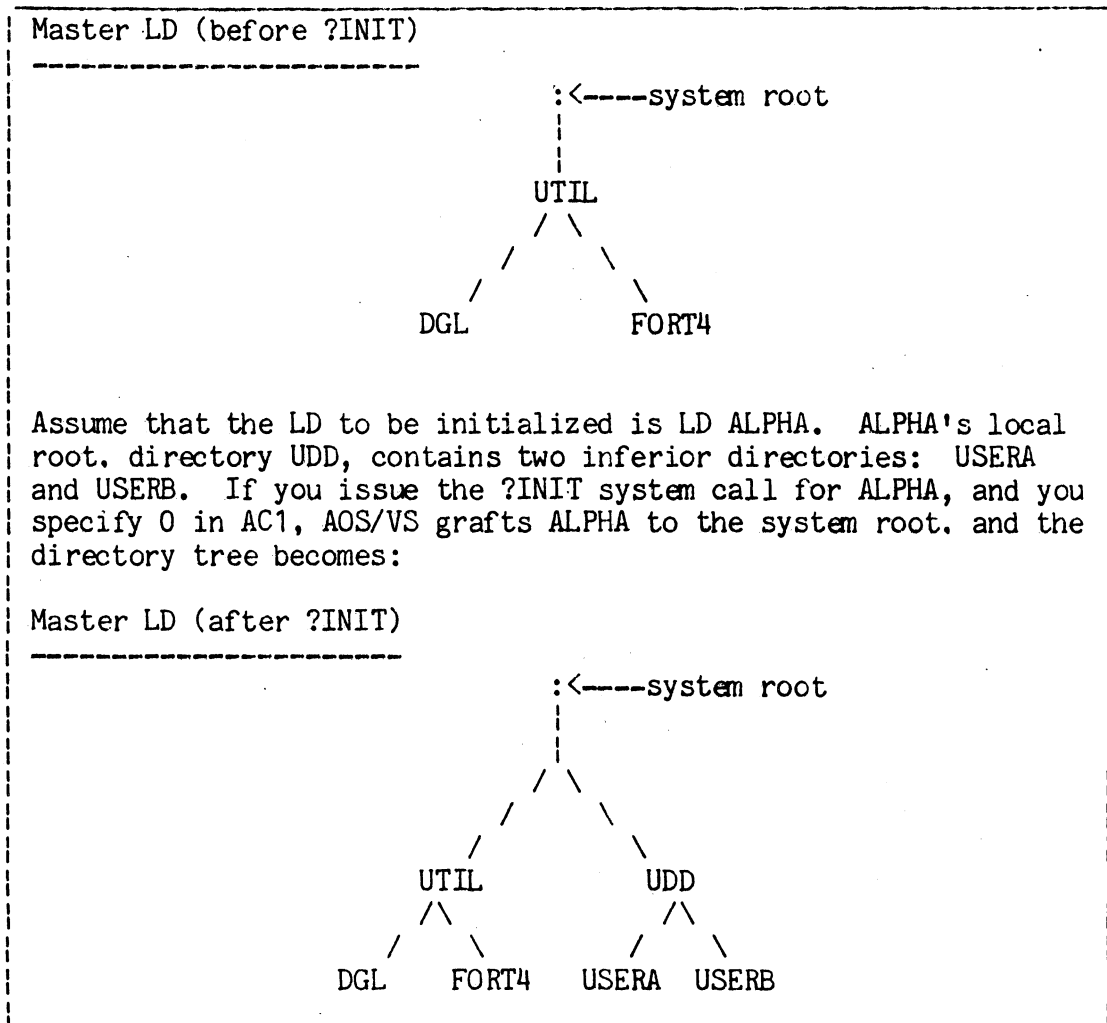 Master LD (before ?INIT)
------------------------
:<----system root
UTIL
DGL FORT4
Assume that the LD to be initialized is LD ALPHA. ALPHA's local
root. directory UDD, contains two inferior directories: USERA
and USERB. If you issue the ?INIT system call for ALPHA, and you
specify 0 in AC1, AOS/VS grafts ALPHA to the system root. and the
directory tree becomes:
Master LD (after ?INIT)
-----------------------
:<----system root
UTIL UDD
DGL FORT4 USERA USERB